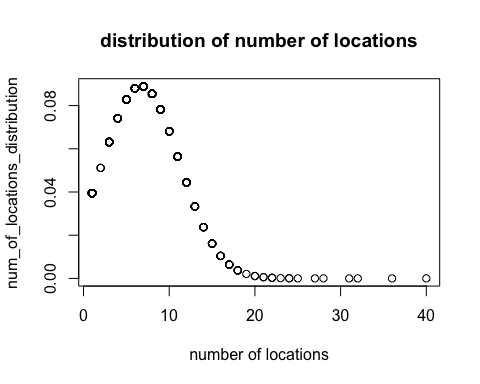 distribution of number of locations
num_of_locations_distribution
0.08
0.04
0.00
0 10 20 30 40
number of locations